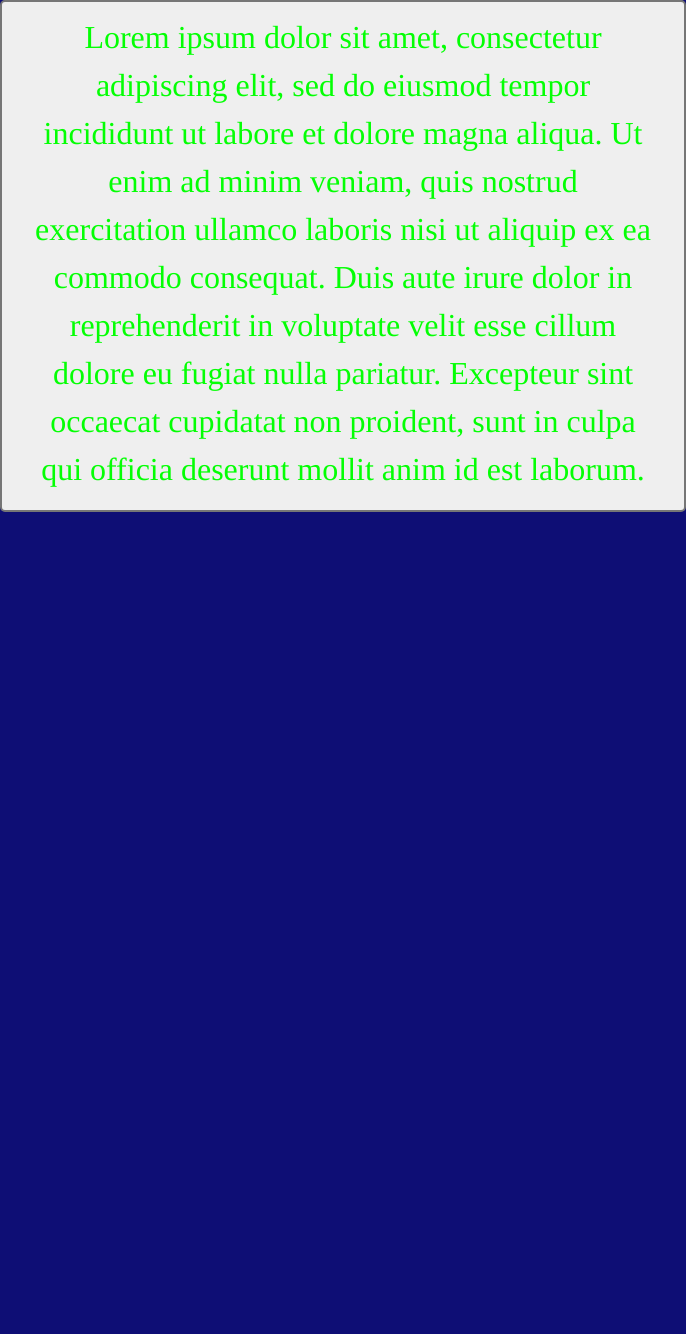 Lorem ipsum dolor sit amet, consectetur
adipiscing elit, sed do eiusmod tempor
incididunt ut labore et dolore magna aliqua. Ut
enim ad minim veniam, quis nostrud
exercitation ullamco laboris nisi ut aliquip ex ea
commodo consequat. Duis aute irure dolor in
reprehenderit in voluptate velit esse cillum
dolore eu fugiat nulla pariatur. Excepteur sint
occaecat cupidatat non proident, sunt in culpa
qui officia deserunt mollit anim id est laborum.